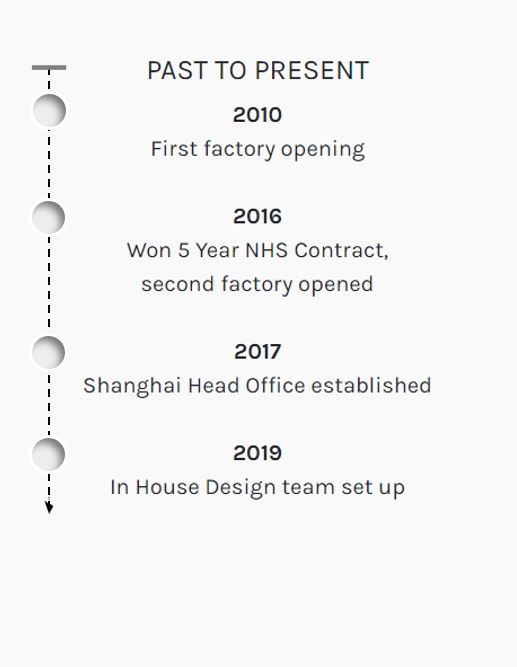 PAST TO PRESENT
2010
First factory opening
2016
Won 5 Year NHS Contract,
second factory opened
2017
Shanghai Head Office established
2019
In House Design team set up